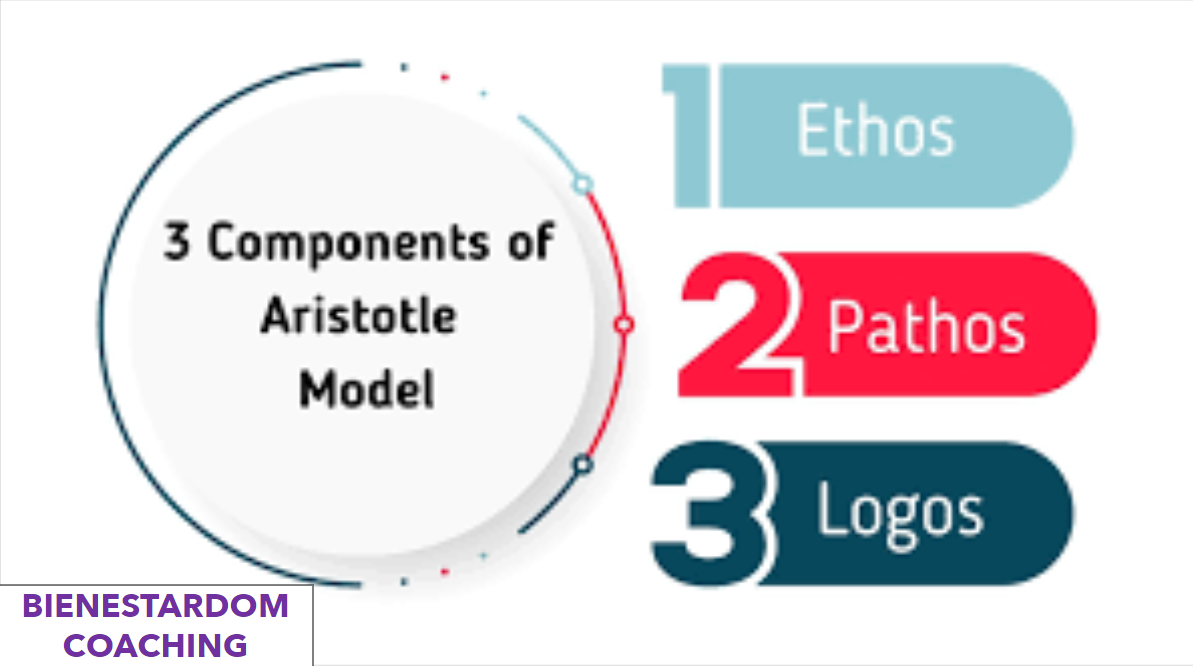 3 Components of
Aristotle
Model
1 Ethos
2 Pathos
3 Logos
BIENESTARDOM
COACHING